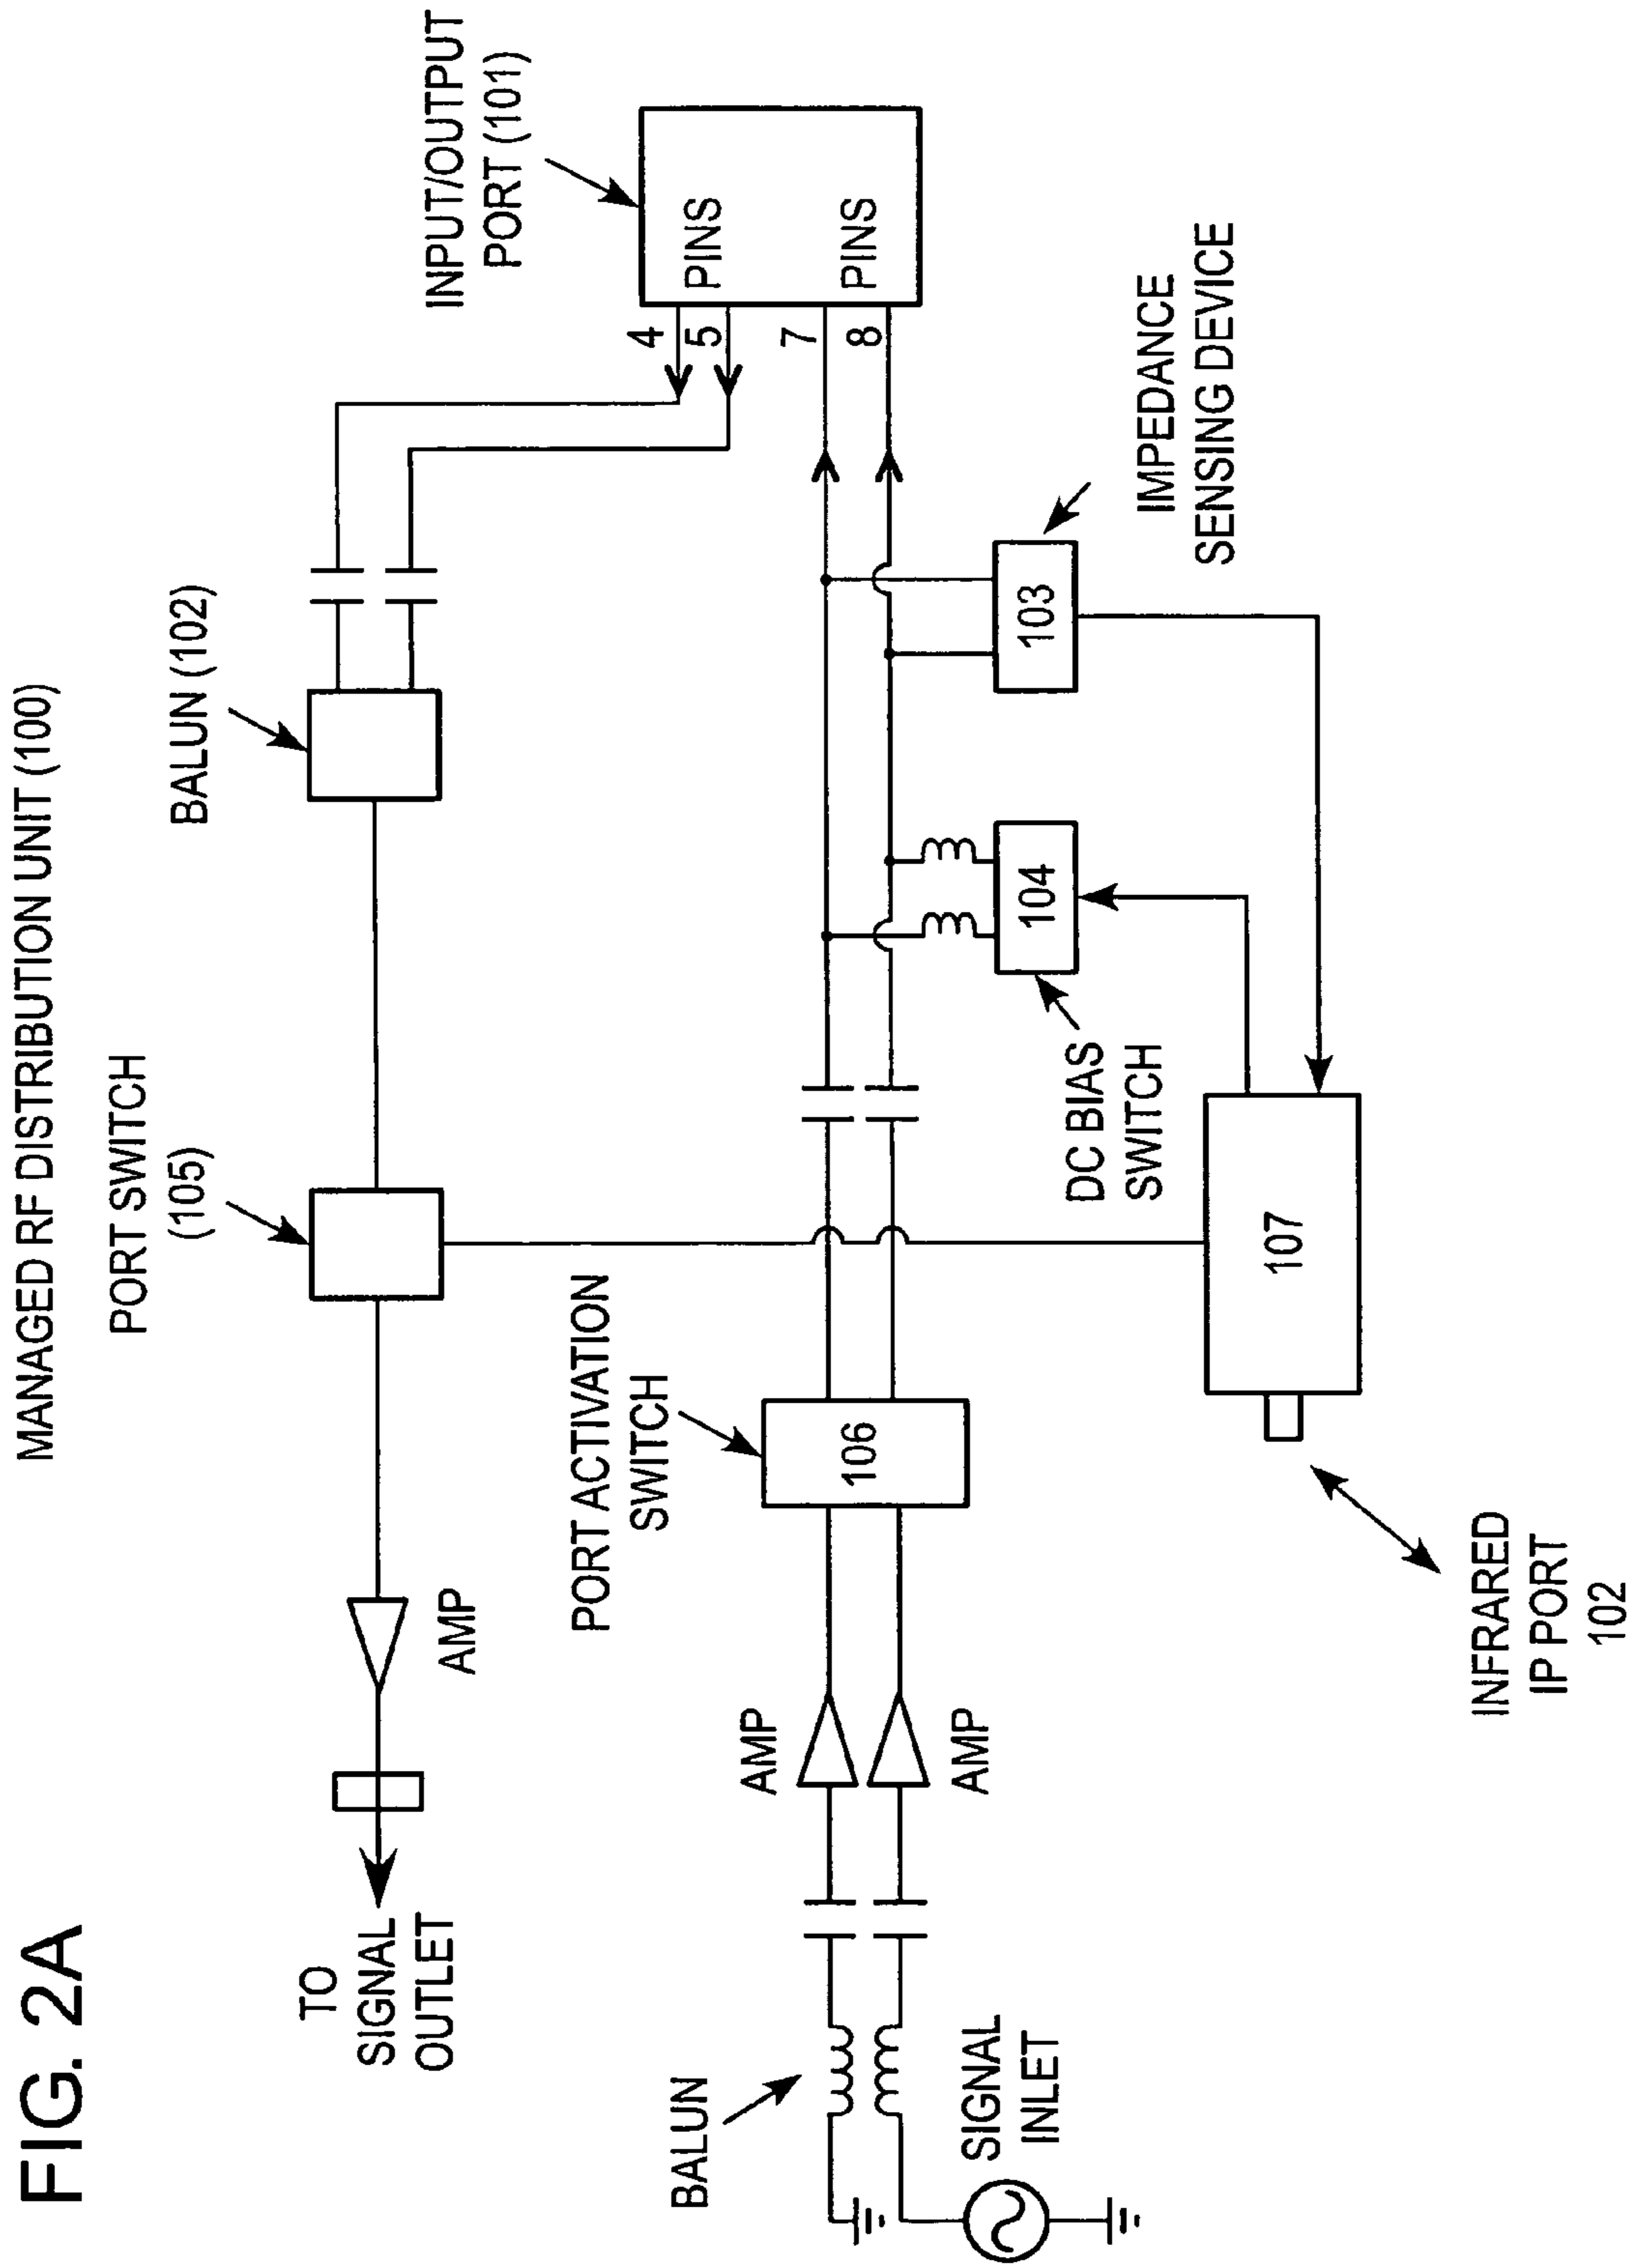 FIG. 2A
MANAGED RF DISTRIBUTION UNIT (100)
TO
SIGNAL
OUTLET
AMP
PORT SWITCH
(105)
BALUN (102)
INPUT/OUTPUT
PORT (101)
PINS
PINS
4
5
7
8
BALUN
SIGNAL
INLET
AMP
AMP
PORT ACTIVATION
SWITCH
106
DC BIAS
SWITCH
104
103
IMPEDANCE
SENSING DEVICE
107
INFRARED
IP PORT
102